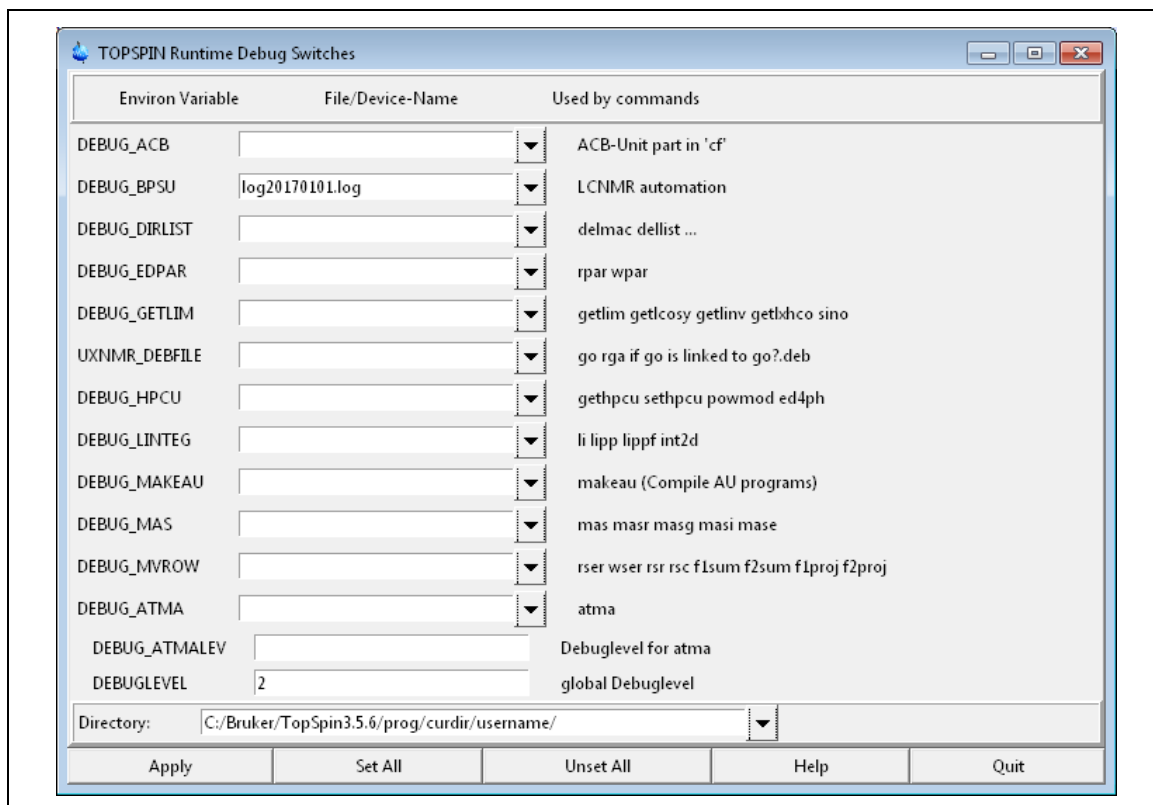 TOPSPIN Runtime Debug Switches
Environ Variable File/Device-Name Used by commands
DEBUG_ACB ACB-Unit part in 'cf'
DEBUG_BPSU log20170101.log LCNMR automation
DEBUG_DIRLIST delmac dellist ...
DEBUG_EDPAR rpar wpar
DEBUG_GETLIM getlim getlcosy getlinv getlxhco sino
UXNMR_DEBFILE go rga if go is linked to go?.deb
DEBUG_HPCU gethpcu sethpcu powmod ed4ph
DEBUG_LINTEG li lipp lippf int2d
DEBUG_MAKEAU makeau (Compile AU programs)
DEBUG_MAS mas masr masg masi mase
DEBUG_MVROW rser wser rsr rsc f1sum f2sum f1proj f2proj
DEBUG_ATMA atma
DEBUG_ATMALEV Debuglevel for atma
DEBUGLEVEL 2 global Debuglevel
Directory: C:/Bruker/TopSpin3.5.6/prog/curdir/username/
Apply Set All Unset All Help Quit